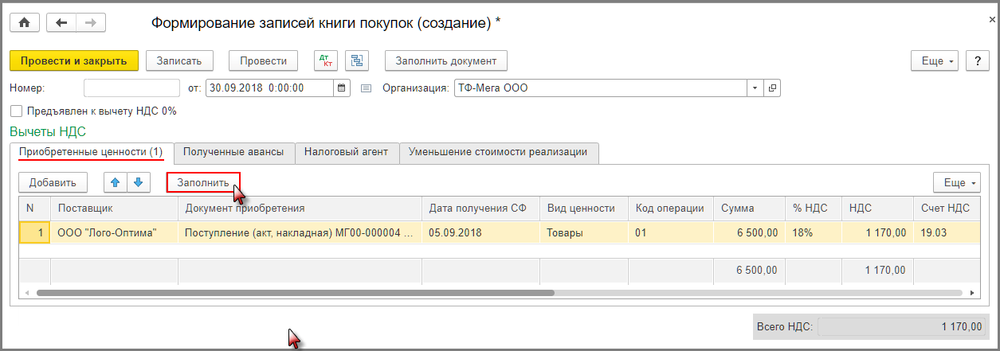 Формирование записей книги покупок (создание) *
Провести и закрыть Записать Провести Дт Кт Заполнить документ Еще ?
Номер: от: 30.09.2018 0:00:00 Организация: ТФ-Мега ООО
Предъявлен к вычету НДС 0%
Вычеты НДС
Приобретенные ценности (1) Полученные авансы Налоговый агент Уменьшение стоимости реализации
Добавить Заполнить Еще
N Поставщик Документ приобретения Дата получения СФ Вид ценности Код операции Сумма % НДС НДС Счет НДС
1 ООО "Лого-Оптима" Поступление (акт, накладная) МГ00-000004 ... 05.09.2018 Товары 01 6 500,00 18% 1 170,00 19.03
6 500,00 1 170,00
Всего НДС: 1 170,00